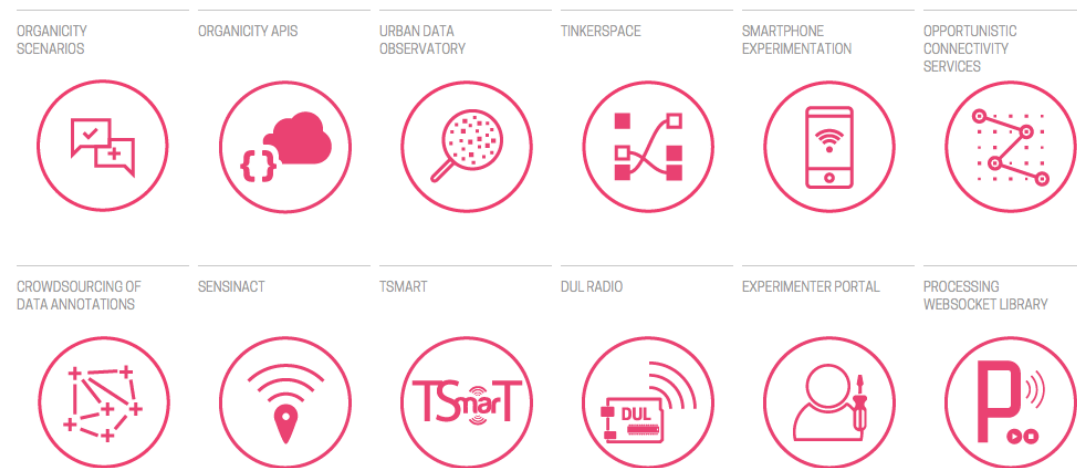 ORGANICITY
SCENARIOS
ORGANICITY APIS
URBAN DATA
OBSERVATORY
TINKERSPACE
SMARTPHONE
EXPERIMENTATION
OPPORTUNISTIC
CONNECTIVITY
SERVICES
{}
CROWDSOURCING OF
DATA ANNOTATIONS
SENSINACT
TSMART
TSmarT
DUL RADIO
DUL
EXPERIMENTER PORTAL
PROCESSING
WEBSOCKET LIBRARY
P